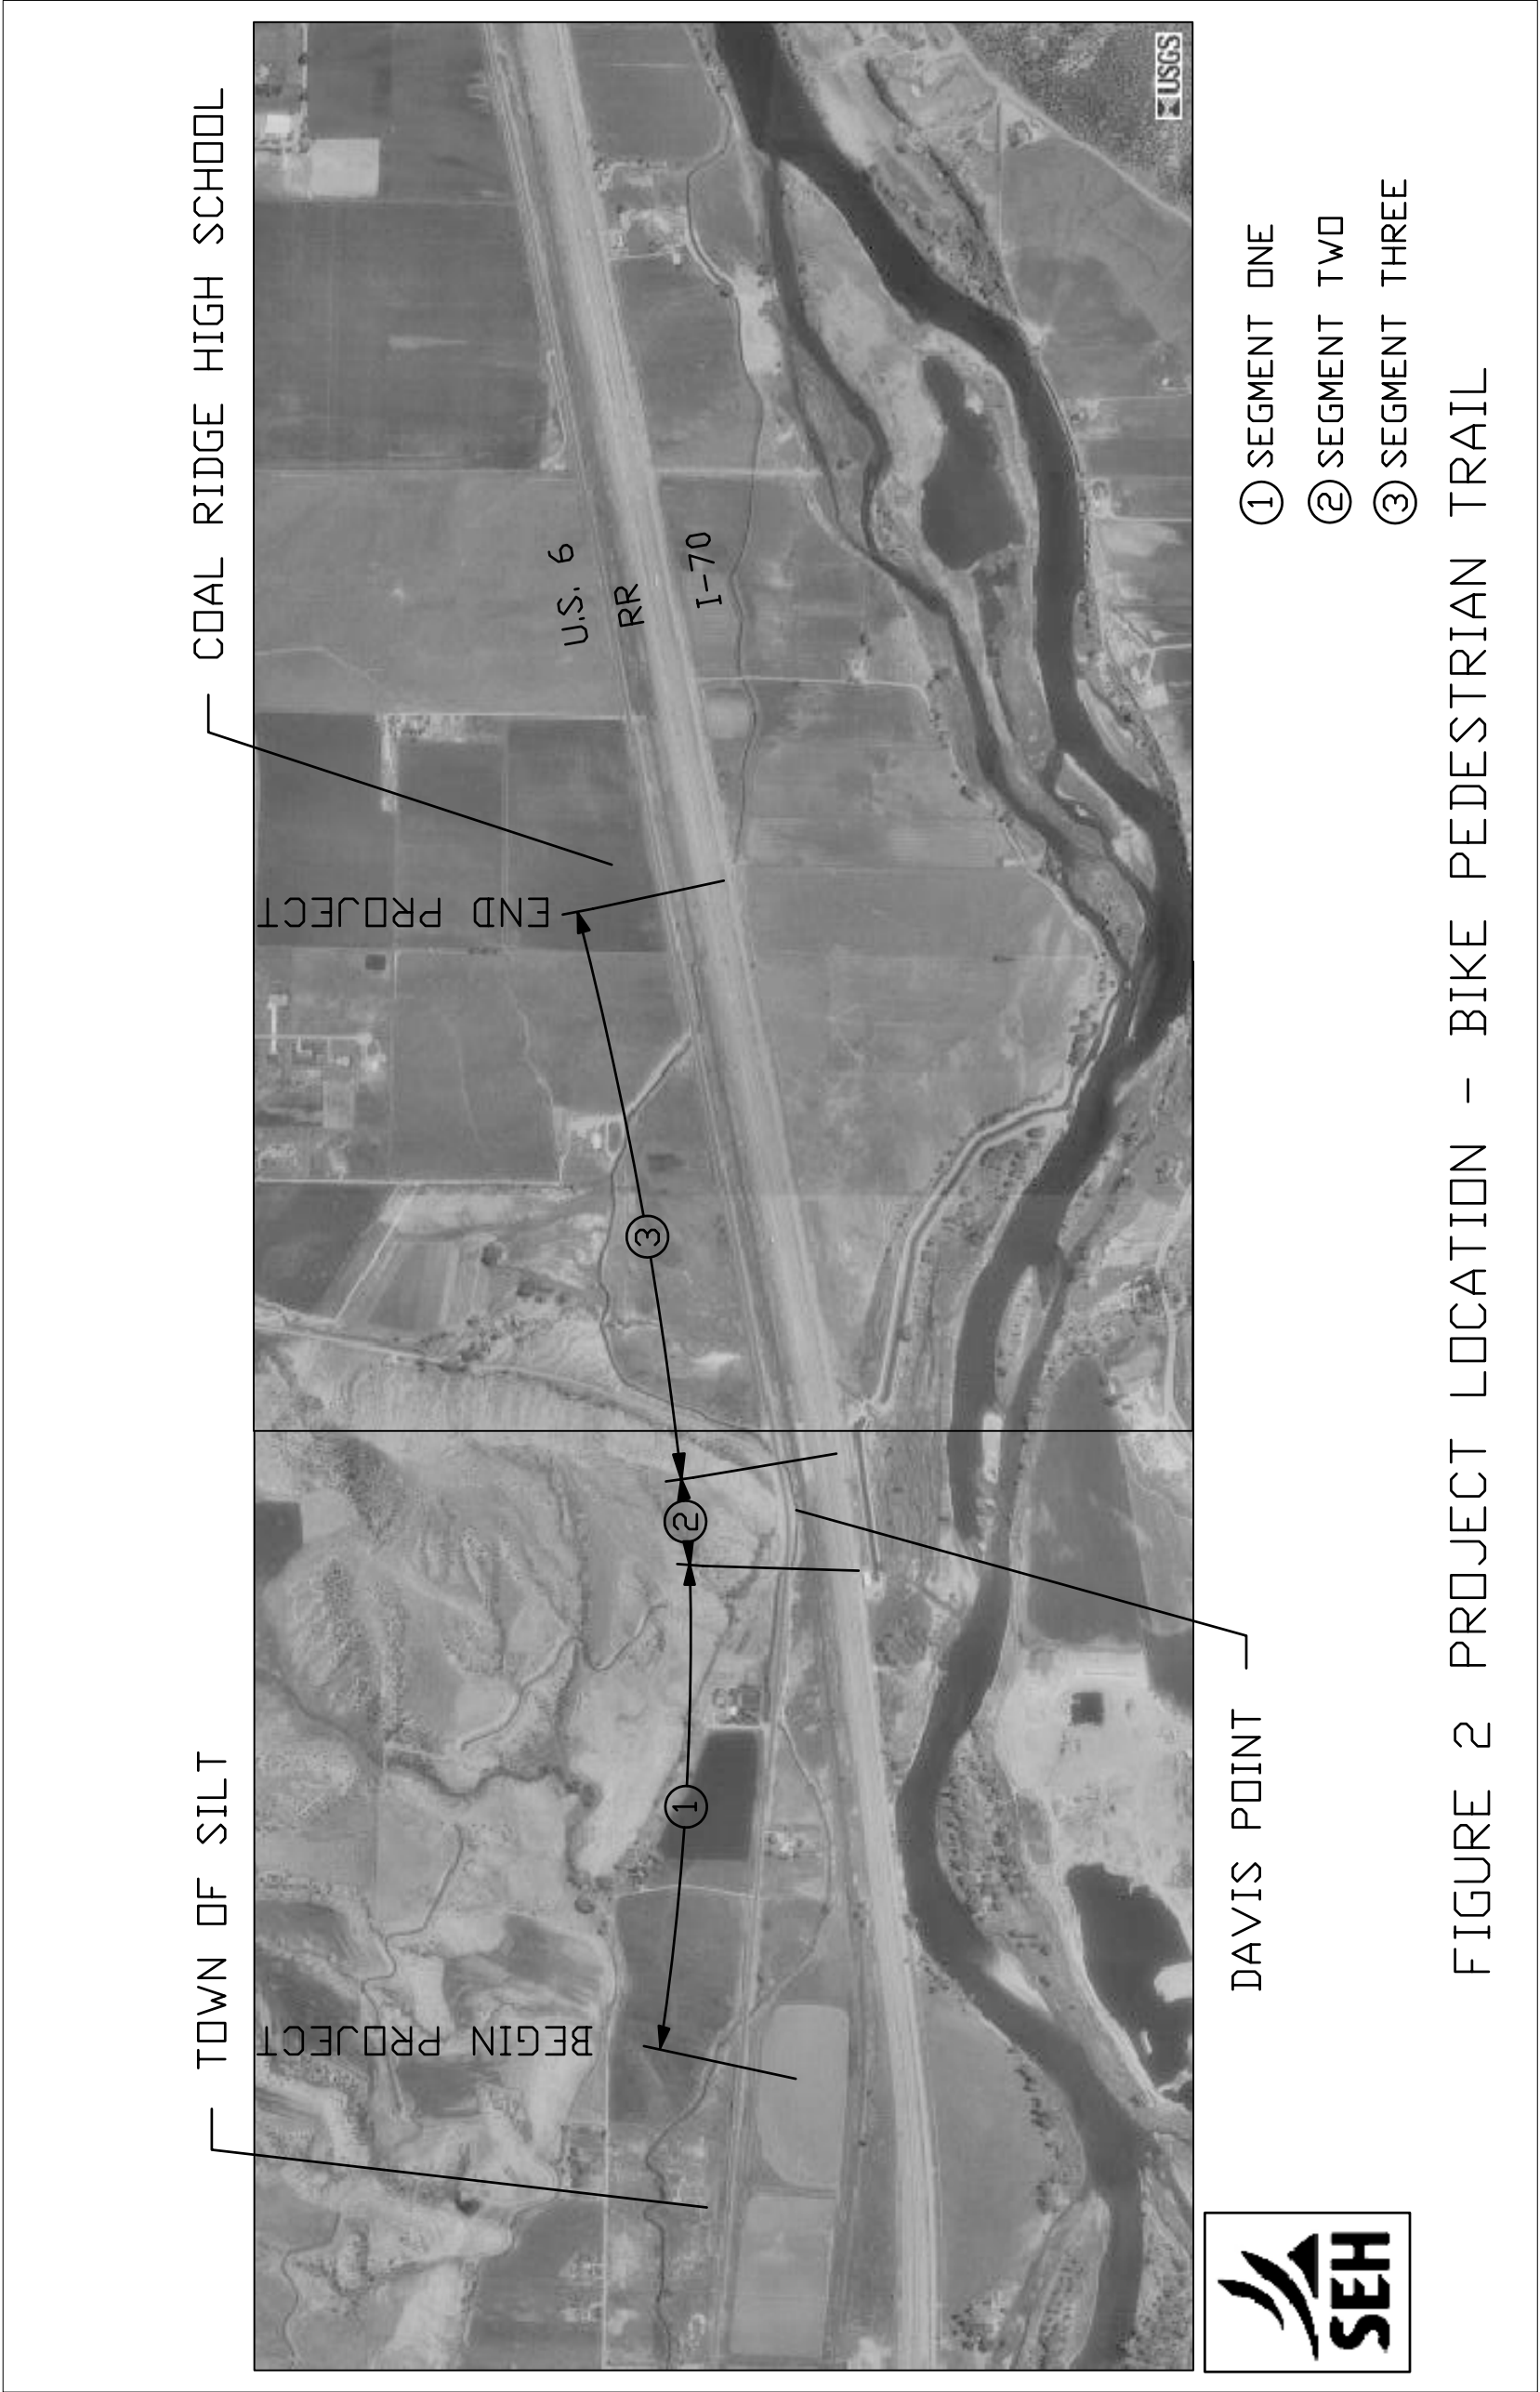 TOWN OF SILT
COAL RIDGE HIGH SCHOOL
BEGIN PROJECT
END PROJECT
U.S. 6
RR
I-70
1
2
3
USGS
DAVIS POINT
1 SEGMENT ONE
2 SEGMENT TWO
3 SEGMENT THREE
SEH
FIGURE 2 PROJECT LOCATION - BIKE PEDESTRIAN TRAIL